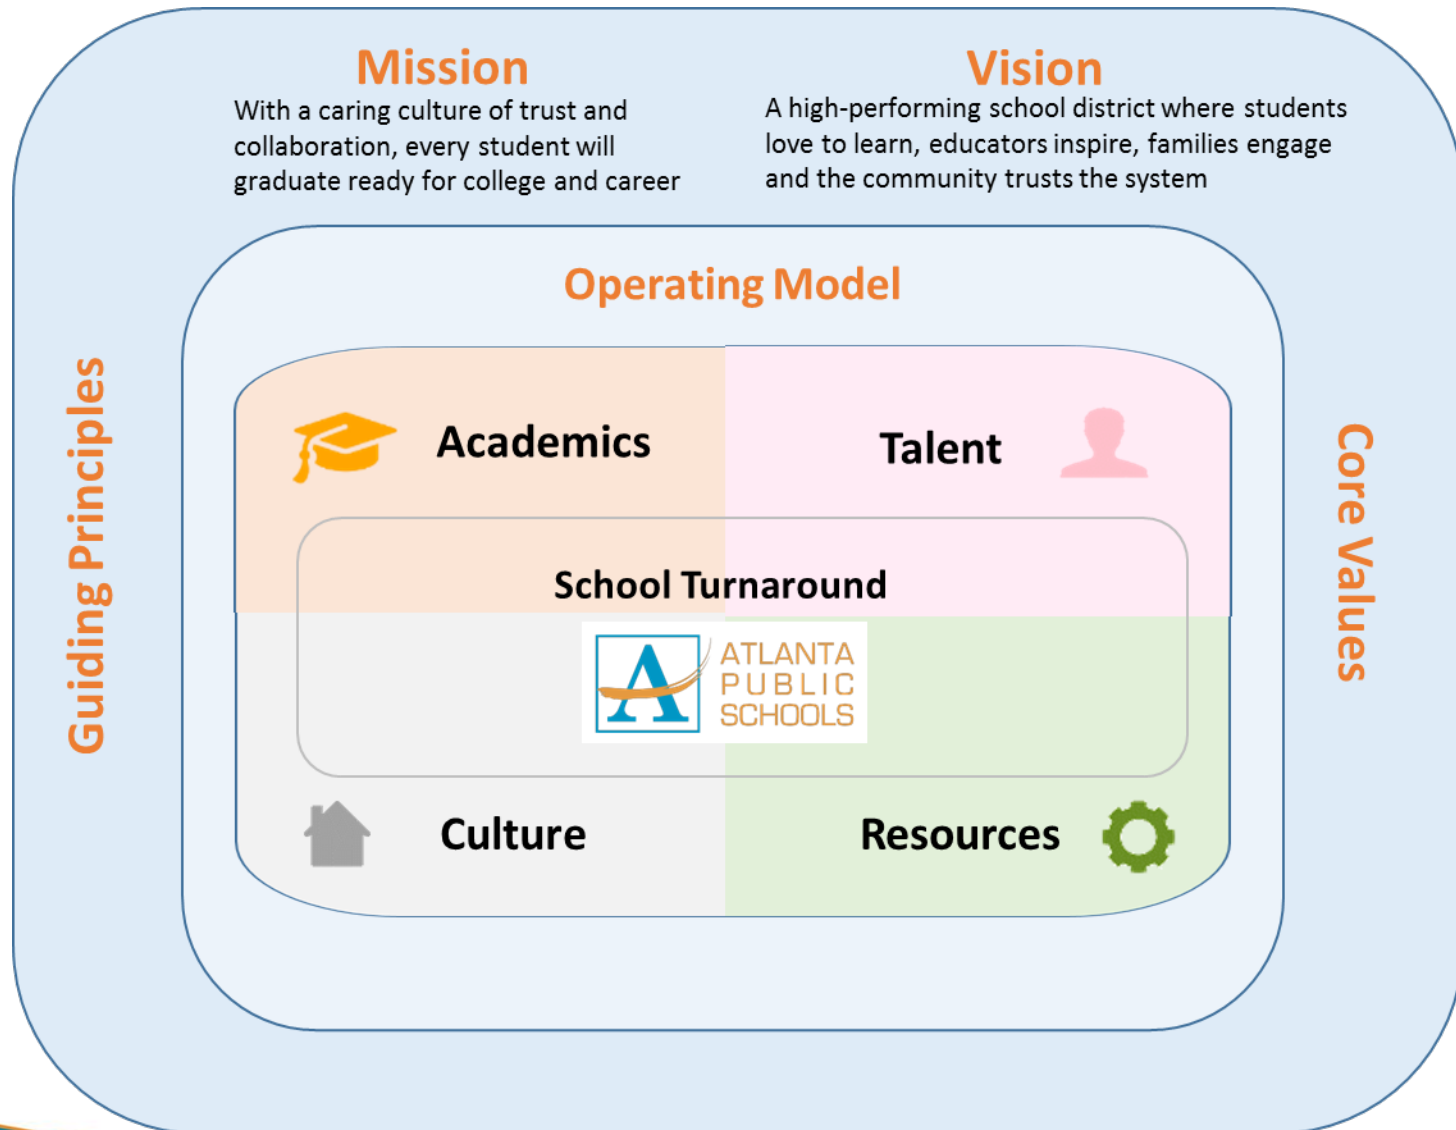 Mission
With a caring culture of trust and
collaboration, every student will
graduate ready for college and career
Vision
A high-performing school district where students
love to learn, educators inspire, families engage
and the community trusts the system
Operating Model
Guiding Principles
Academics
Talent
Core Values
School Turnaround
A
ATLANTA
PUBLIC
SCHOOLS
Culture
Resources